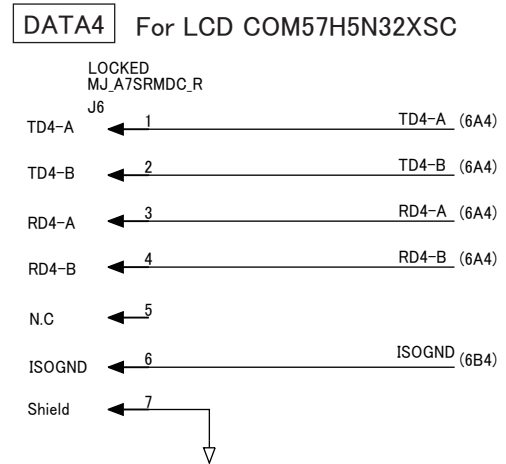 DATA4 For LCD COM57H5N32XSC
LOCKED
MJ_A7SRMDC_R
J6
TD4-A 1 TD4-A (6A4)
TD4-B 2 TD4-B (6A4)
RD4-A 3 RD4-A (6A4)
RD4-B 4 RD4-B (6A4)
N.C 5
ISOGND 6 ISOGND (6B4)
Shield 7